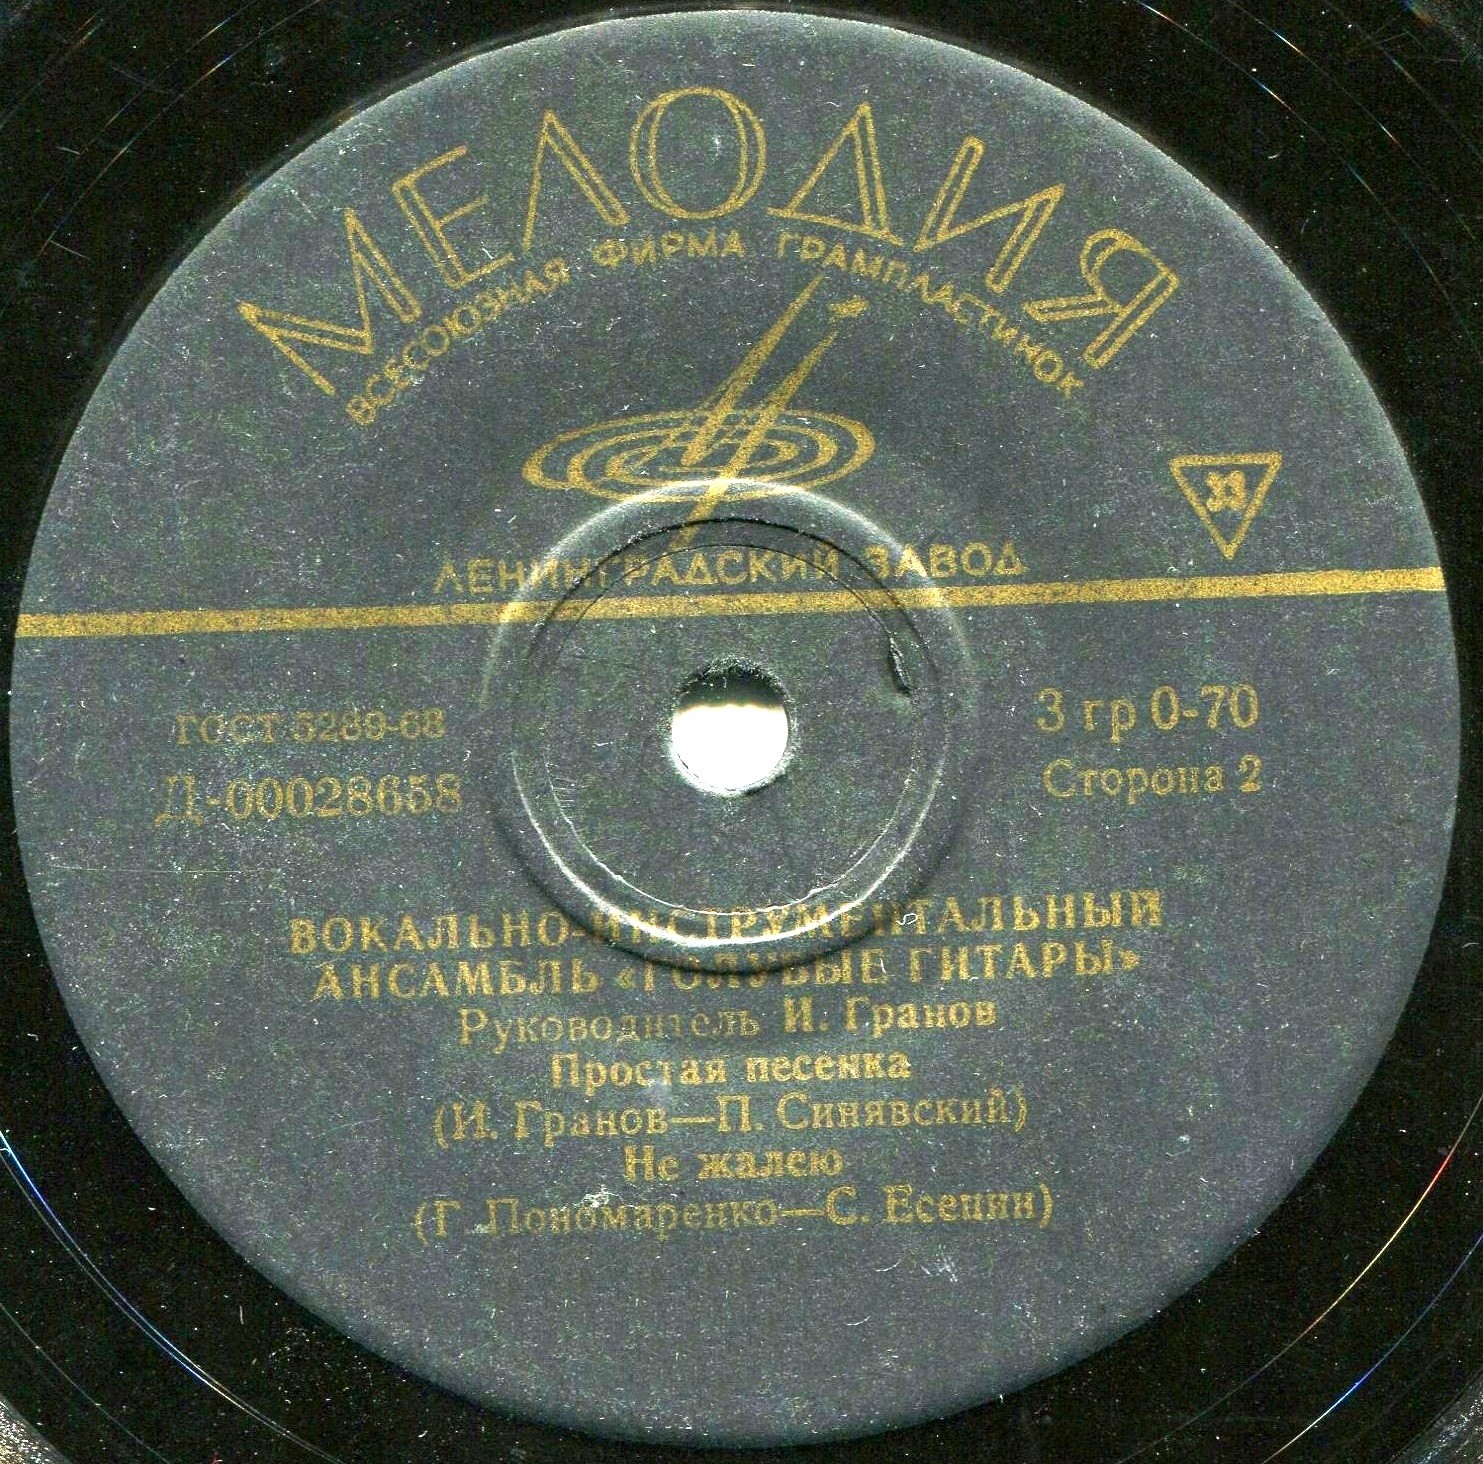 МЕЛОДИЯ
ВСЕСОЮЗНАЯ ФИРМА ГРАМПЛАСТИНОК
33
ЛЕНИНГРАДСКИЙ ЗАВОД
ГОСТ 5289-68
3 гр 0-70
Д-00028658
Сторона 2
ВОКАЛЬНО-ИНСТРУМЕНТАЛЬНЫЙ
АНСАМБЛЬ «ГОЛУБЫЕ ГИТАРЫ»
Руководитель И. Гранов
Простая песенка
(И. Гранов—П. Синявский)
Не жалею
(Г. Пономаренко—С. Есенин)